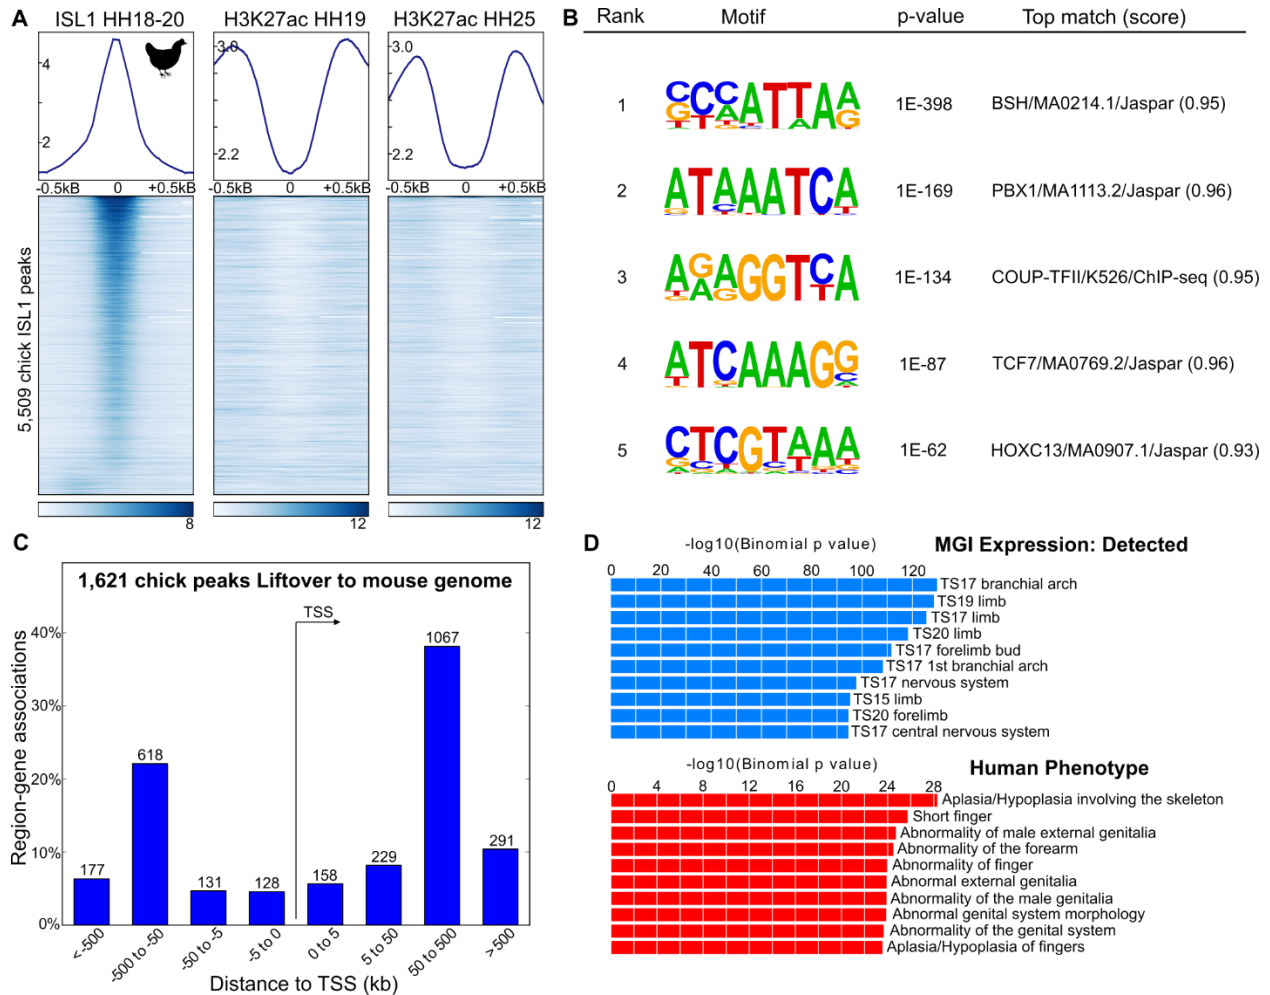 A
ISL1 HH18-20
H3K27ac HH19
H3K27ac HH25
4
2
3.0
2.2
3.0
2.2
-0.5kB 0 +0.5kB
-0.5kB 0 +0.5kB
-0.5kB 0 +0.5kB
5,509 chick ISL1 peaks
8
12
12
B
Rank Motif p-value Top match (score)
1 1E-398 BSH/MA0214.1/Jaspar (0.95)
2 ATAAATCA 1E-169 PBX1/MA1113.2/Jaspar (0.96)
3 1E-134 COUP-TFII/K526/ChIP-seq (0.95)
4 ATCAAAGG 1E-87 TCF7/MA0769.2/Jaspar (0.96)
5 CTCGTAAA 1E-62 HOXC13/MA0907.1/Jaspar (0.93)
C
1,621 chick peaks Liftover to mouse genome
TSS
Region-gene associations
40%
30%
20%
10%
0%
177
618
131
128
158
229
1067
291
<-500
-500 to -50
-50 to -5
-5 to 0
0 to 5
5 to 50
50 to 500
> 500
Distance to TSS (kb)
D
-log10(Binomial p value)
MGI Expression: Detected
0 20 40 60 80 100 120
TS17 branchial arch
TS19 limb
TS17 limb
TS20 limb
TS17 forelimb bud
TS17 1st branchial arch
TS17 nervous system
TS15 limb
TS20 forelimb
TS17 central nervous system
-log10(Binomial p value)
Human Phenotype
0 4 8 12 16 20 24 28
Aplasia/Hypoplasia involving the skeleton
Short finger
Abnormality of male external genitalia
Abnormality of the forearm
Abnormality of finger
Abnormal external genitalia
Abnormality of the male genitalia
Abnormal genital system morphology
Abnormality of the genital system
Aplasia/Hypoplasia of fingers